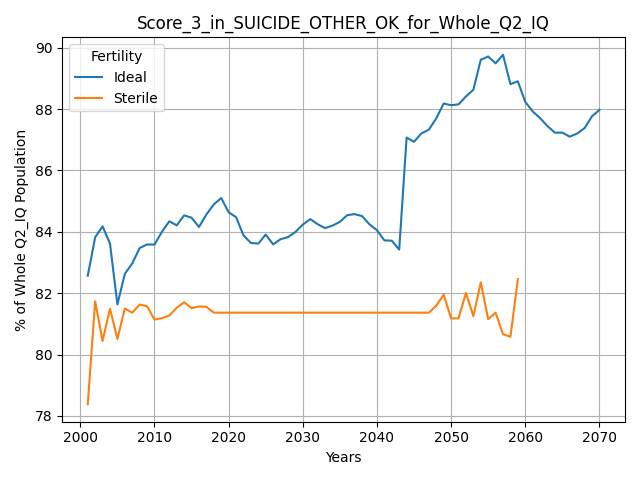 Score_3_in_SUICIDE_OTHER_OK_for_Whole_Q2_IQ
Fertility
Ideal
Sterile
% of Whole Q2_IQ Population
90
88
86
84
82
80
78
2000 2010 2020 2030 2040 2050 2060 2070
Years